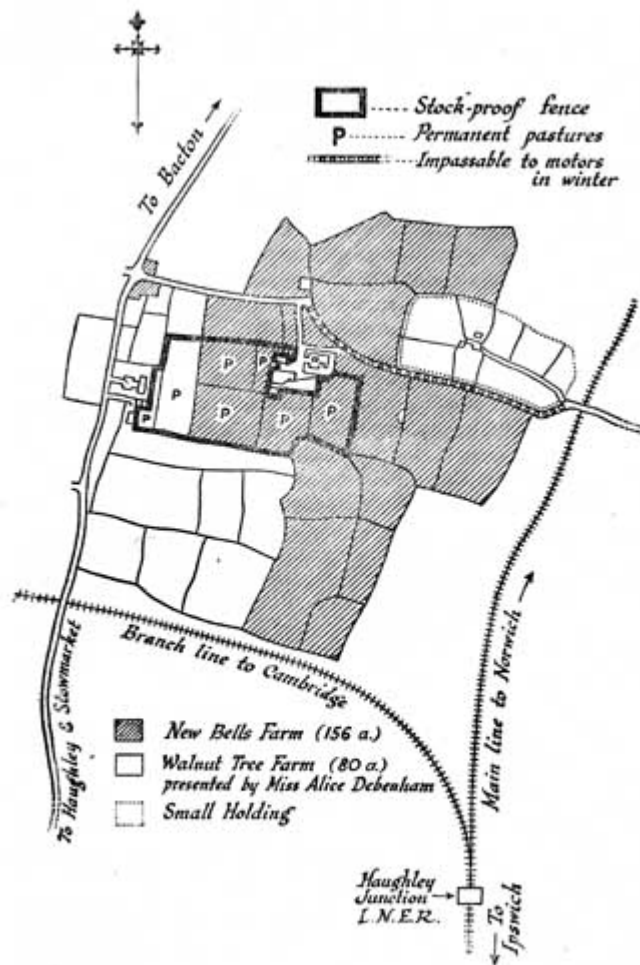 To Bacton
Stock-proof fence
P Permanent pastures
Impassable to motors
in winter
P
P
P
P
P
P
P
To Haughley & Stowmarket
Branch line to Cambridge
Main line to Norwich
New Bells Farm (156 a.)
Walnut Tree Farm (80 a.)
presented by Miss Alice Debenham
Small Holding
Haughley
Junction
L.N.E.R.
To
Ipswich